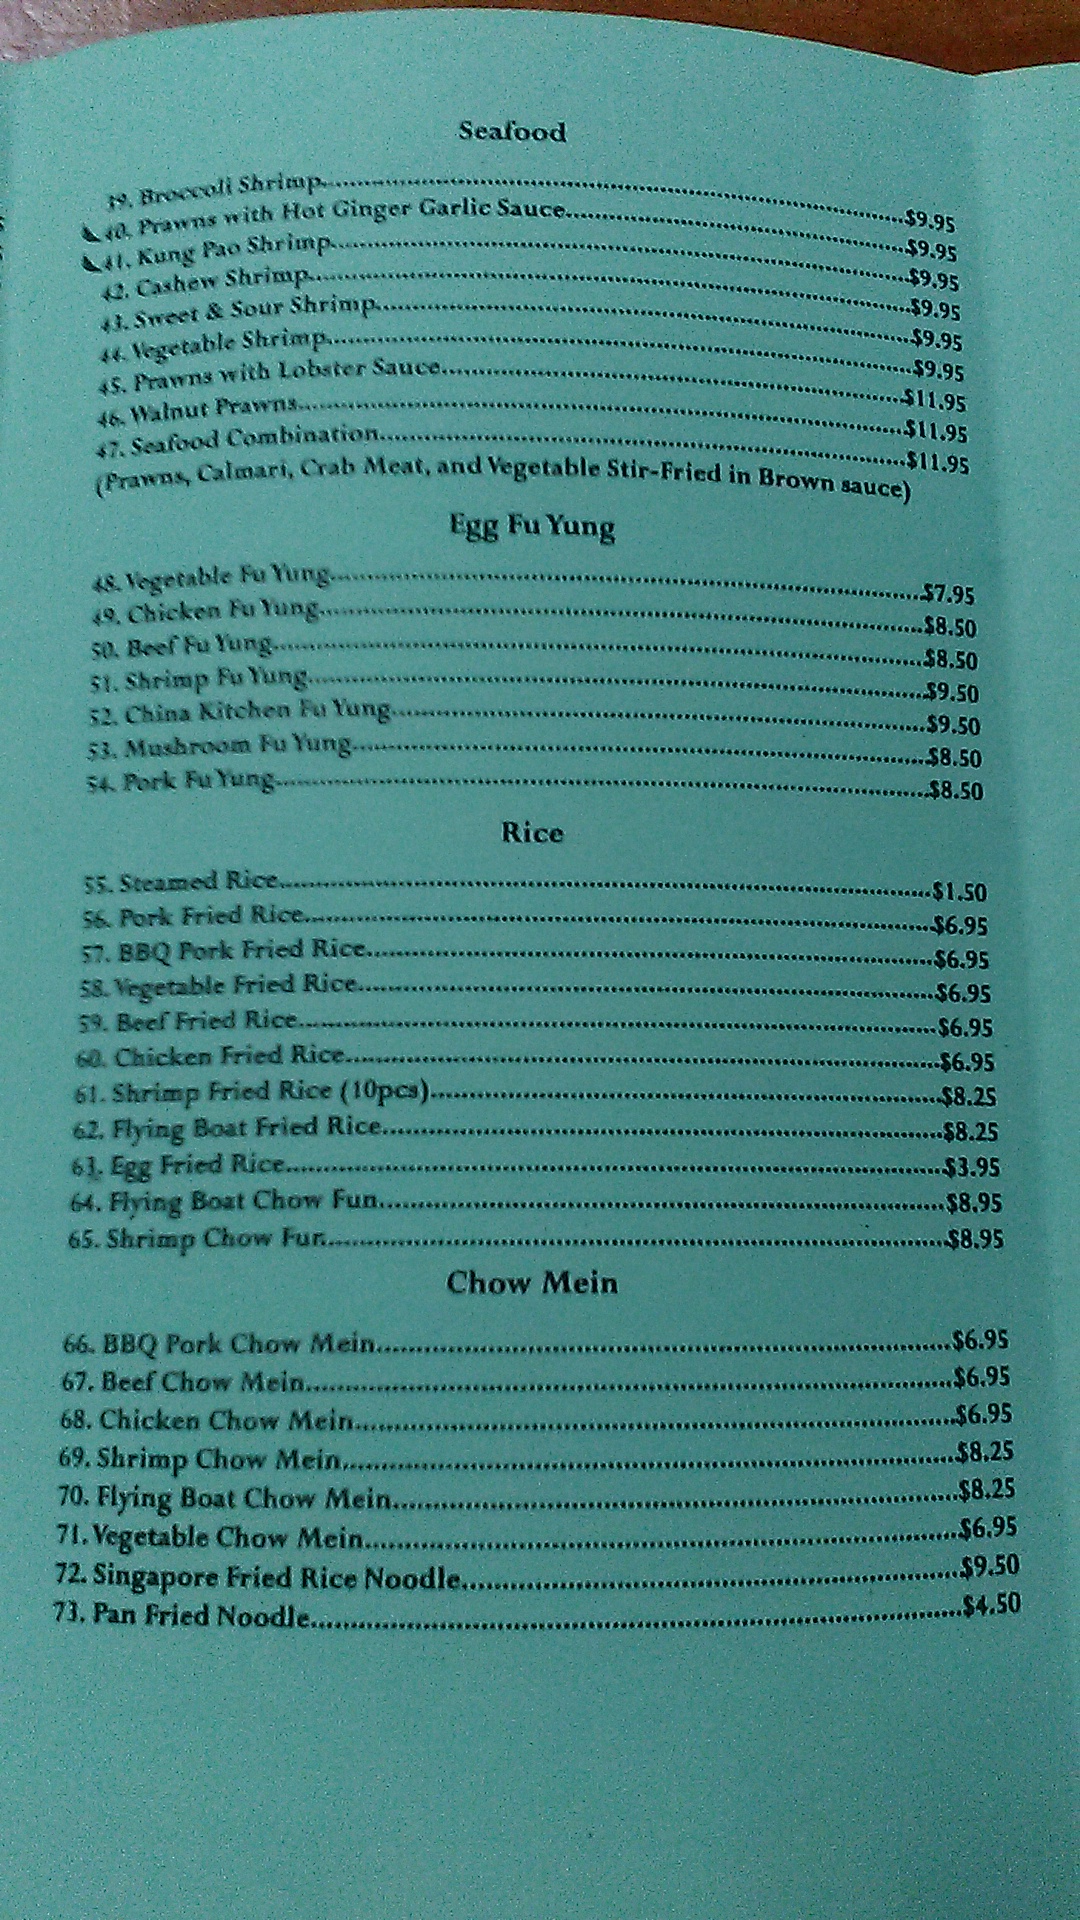 Seafood
39. Broccoli Shrimp..........$9.95
40. Prawns with Hot Ginger Garlic Sauce..........$9.95
41. Kung Pao Shrimp..........$9.95
42. Cashew Shrimp..........$9.95
43. Sweet & Sour Shrimp..........$9.95
44. Vegetable Shrimp..........$9.95
45. Prawns with Lobster Sauce..........$11.95
46. Walnut Prawns..........$11.95
47. Seafood Combination..........$11.95
(Prawns, Calmari, Crab Meat, and Vegetable Stir-Fried in Brown sauce)
Egg Fu Yung
48. Vegetable Fu Yung..........$7.95
49. Chicken Fu Yung..........$8.50
50. Beef Fu Yung..........$8.50
51. Shrimp Fu Yung..........$9.50
52. China Kitchen Fu Yung..........$9.50
53. Mushroom Fu Yung..........$8.50
54. Pork Fu Yung..........$8.50
Rice
55. Steamed Rice..........$1.50
56. Pork Fried Rice..........$6.95
57. BBQ Pork Fried Rice..........$6.95
58. Vegetable Fried Rice..........$6.95
59. Beef Fried Rice..........$6.95
60. Chicken Fried Rice..........$6.95
61. Shrimp Fried Rice (10pcs)..........$8.25
62. Flying Boat Fried Rice..........$8.25
63. Egg Fried Rice..........$3.95
64. Flying Boat Chow Fun..........$8.95
65. Shrimp Chow Fun..........$8.95
Chow Mein
66. BBQ Pork Chow Mein..........$6.95
67. Beef Chow Mein..........$6.95
68. Chicken Chow Mein..........$6.95
69. Shrimp Chow Mein..........$8.25
70. Flying Boat Chow Mein..........$8.25
71. Vegetable Chow Mein..........$6.95
72. Singapore Fried Rice Noodle..........$9.50
73. Pan Fried Noodle..........$4.50